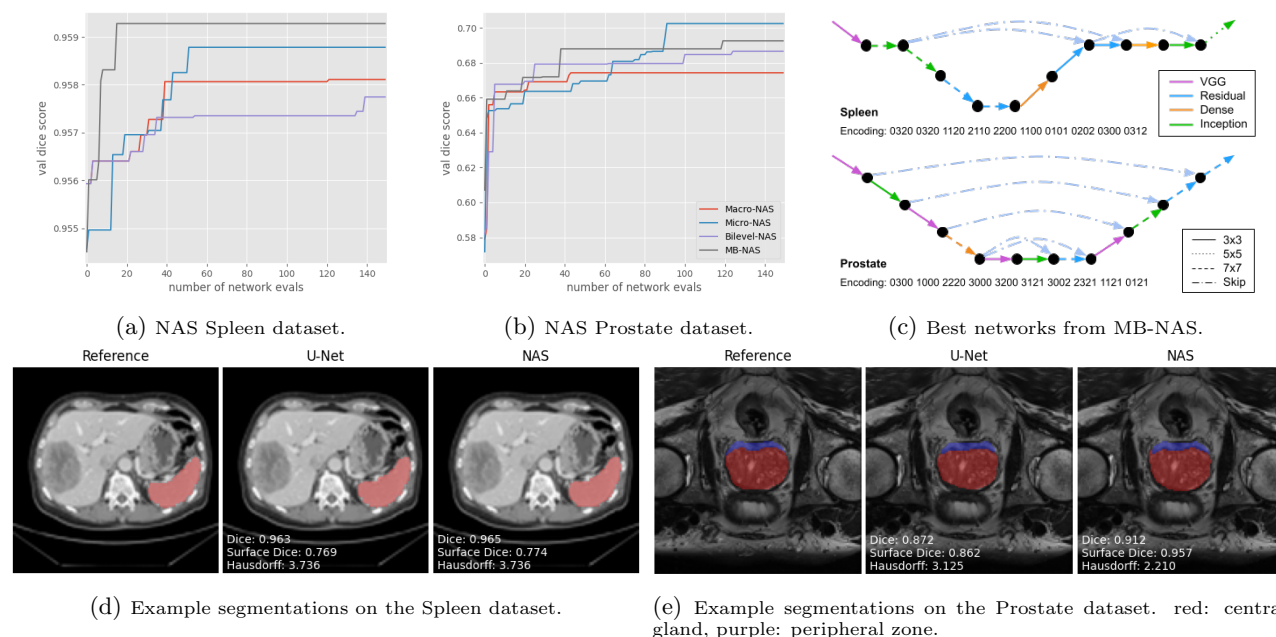 0.959
0.958
0.957
0.956
0.955
val dice score
0 20 40 60 80 100 120 140
number of network evals
(a) NAS Spleen dataset.
0.70
0.68
0.66
0.64
0.62
0.60
0.58
val dice score
Macro-NAS
Micro-NAS
Bilevel-NAS
MB-NAS
0 20 40 60 80 100 120 140
number of network evals
(b) NAS Prostate dataset.
VGG
Residual
Dense
Inception
Spleen
Encoding: 0320 0320 1120 2110 2200 1100 0101 0202 0300 0312
3x3
5x5
7x7
Skip
Prostate
Encoding: 0300 1000 2220 3000 3200 3121 3002 2321 1121 0121
(c) Best networks from MB-NAS.
Reference
U-Net
Dice: 0.963
Surface Dice: 0.769
Hausdorff: 3.736
NAS
Dice: 0.965
Surface Dice: 0.774
Hausdorff: 3.736
(d) Example segmentations on the Spleen dataset.
Reference
U-Net
Dice: 0.872
Surface Dice: 0.862
Hausdorff: 3.125
NAS
Dice: 0.912
Surface Dice: 0.957
Hausdorff: 2.210
(e) Example segmentations on the Prostate dataset. red: centra
gland, purple: peripheral zone.